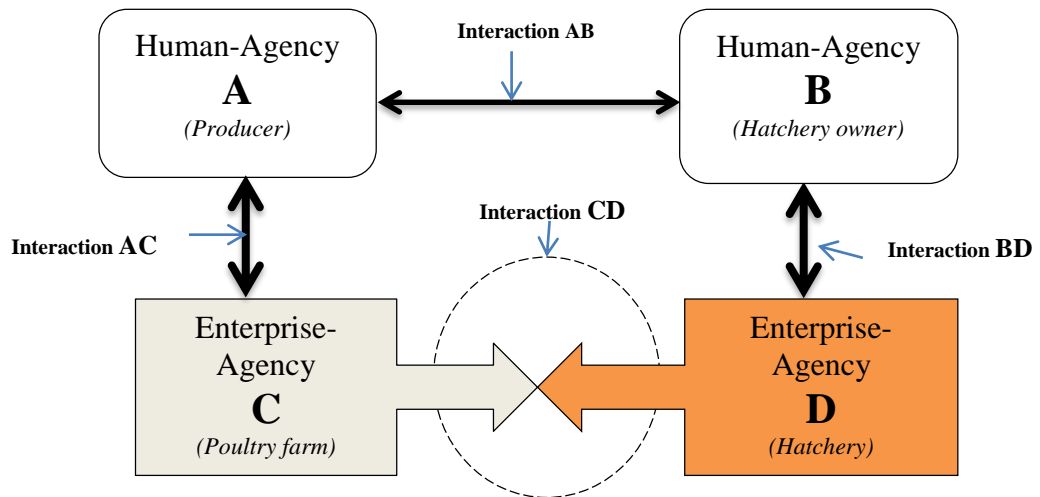 Human-Agency
A
(Producer)
Interaction AB
Human-Agency
B
(Hatchery owner)
Interaction AC
Interaction CD
Interaction BD
Enterprise-
Agency
C
(Poultry farm)
Enterprise-
Agency
D
(Hatchery)